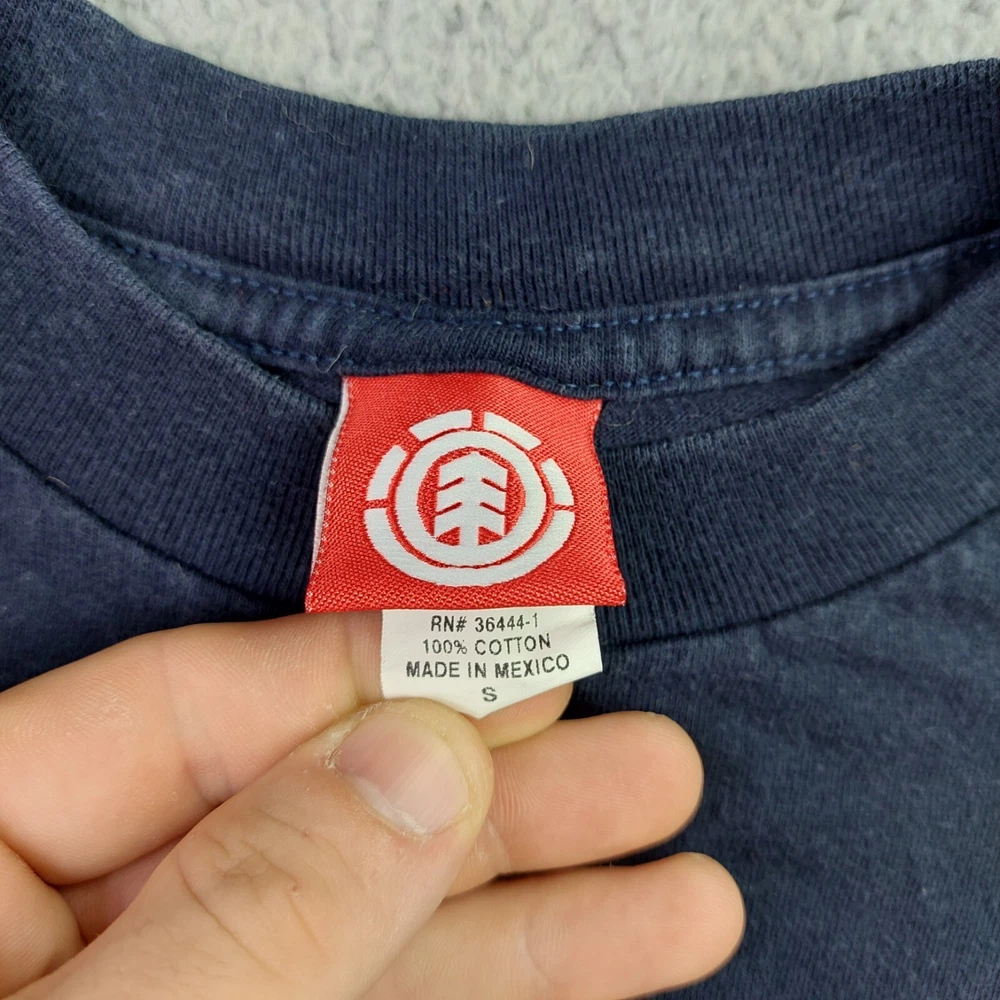 RN# 36444-1
100% COTTON
MADE IN MEXICO
S